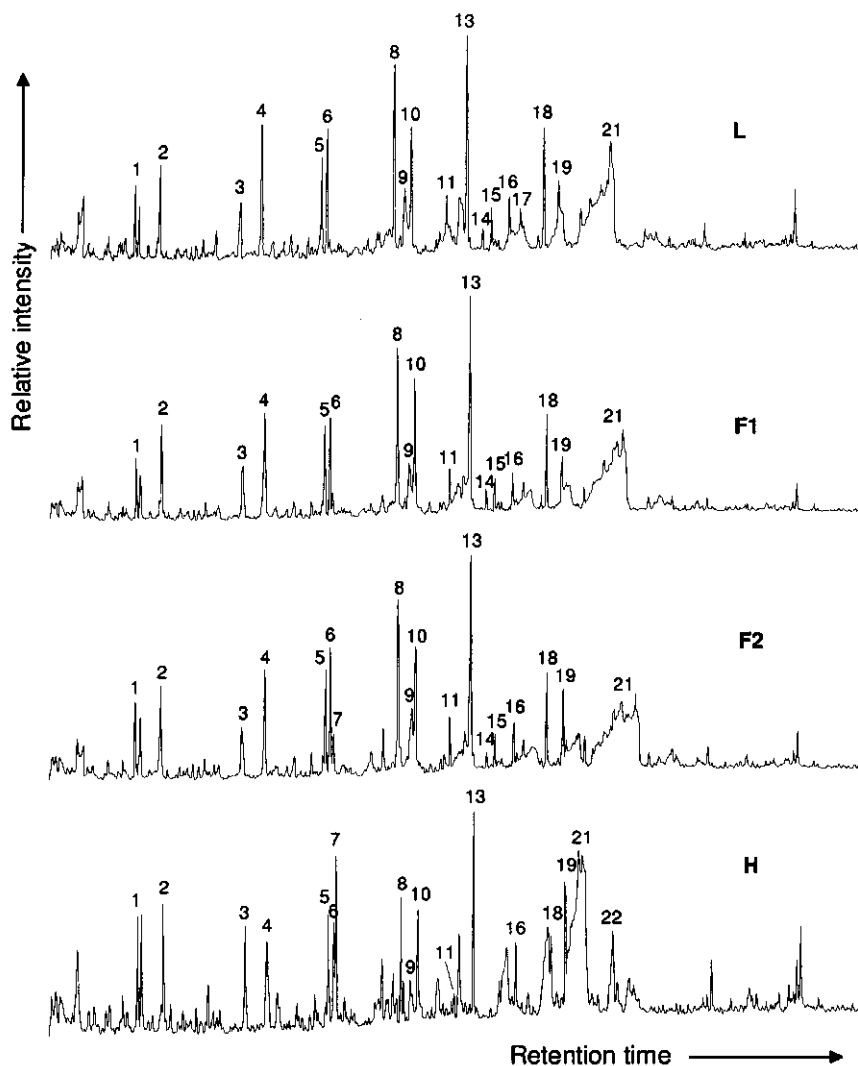 Relative intensity
1 2 3 4 5 6 8 9 10 11 13 14 15 16 17 18 19 21 L
1 2 3 4 5 6 8 9 10 11 13 14 15 16 18 19 21 F1
1 2 3 4 5 6 7 8 9 10 11 13 14 15 16 18 19 21 F2
1 2 3 4 5 6 7 8 9 10 11 13 16 18 19 21 22 H
Retention time